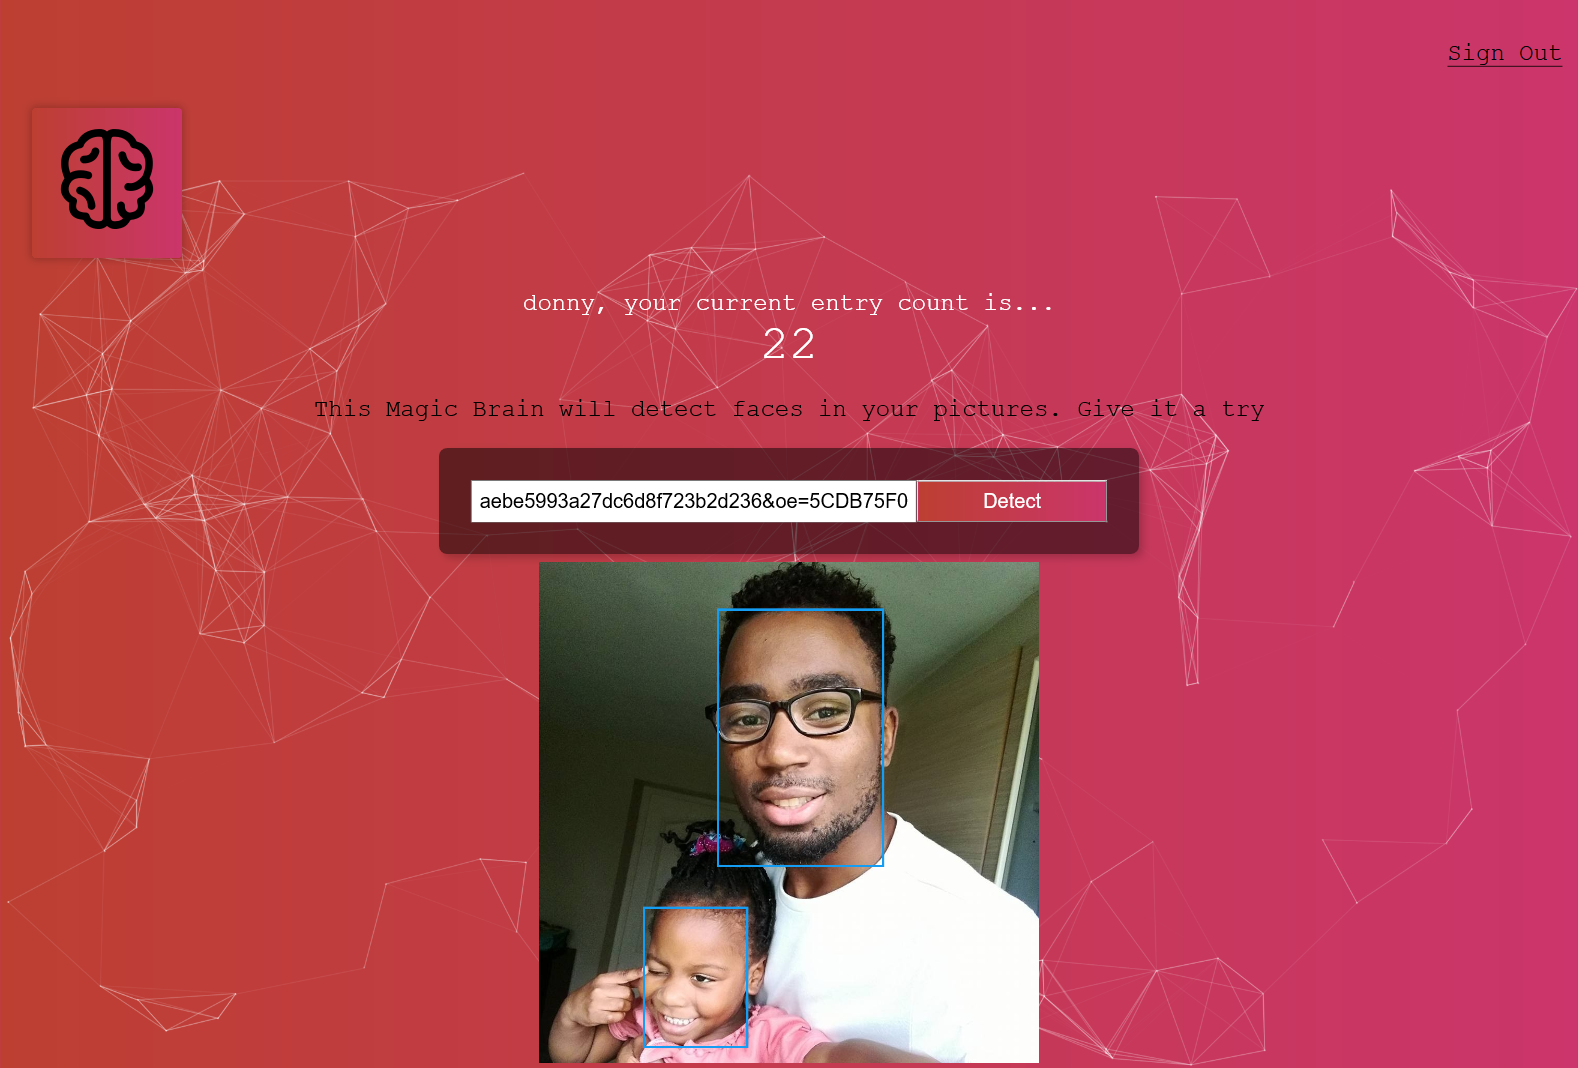 Sign Out
donny, your current entry count is...
22
This Magic Brain will detect faces in your pictures. Give it a try
aebe5993a27dc6d8f723b2d236&oe=5CDB75F0 Detect